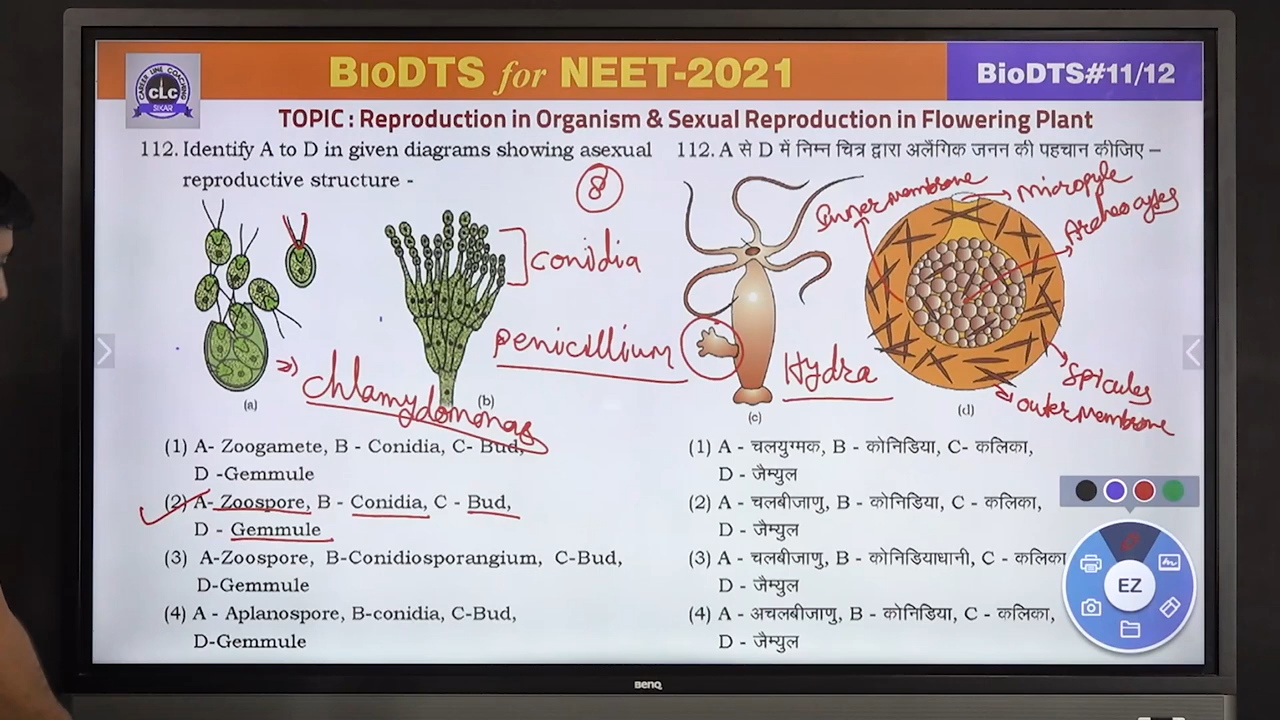 BIODTS for NEET-2021
BIODTS#11/12
CAREER LINE COACHING
CLC
SIKAR
TOPIC : Reproduction in Organism & Sexual Reproduction in Flowering Plant
112. Identify A to D in given diagrams showing asexual
reproductive structure -
8
conidia
penicillium
chlamydomonas
(a)
(b)
112. A से D में निम्न चित्र द्वारा अलैंगिक जनन की पहचान कीजिए –
Inner membrane
Micropyle
Archeocytes
Hydra
Spicules
outer Membrane
(c)
(d)
(1) A- Zoogamete, B - Conidia, C- Bud,
D -Gemmule
(2) A- Zoospore, B - Conidia, C - Bud,
D - Gemmule
(3) A-Zoospore, B-Conidiosporangium, C-Bud,
D-Gemmule
(4) A - Aplanospore, B-conidia, C-Bud,
D-Gemmule
(1) A - चलयुग्मक, B - कोनिडिया, C- कलिका,
D - जैम्युल
(2) A - चलबीजाणु, B - कोनिडिया, C - कलिका,
D - जैम्युल
(3) A - चलबीजाणु, B - कोनिडियाधानी, C - कलिका
D - जैम्युल
(4) A - अचलबीजाणु, B - कोनिडिया, C - कलिका,
D - जैम्युल
EZ
BENQ